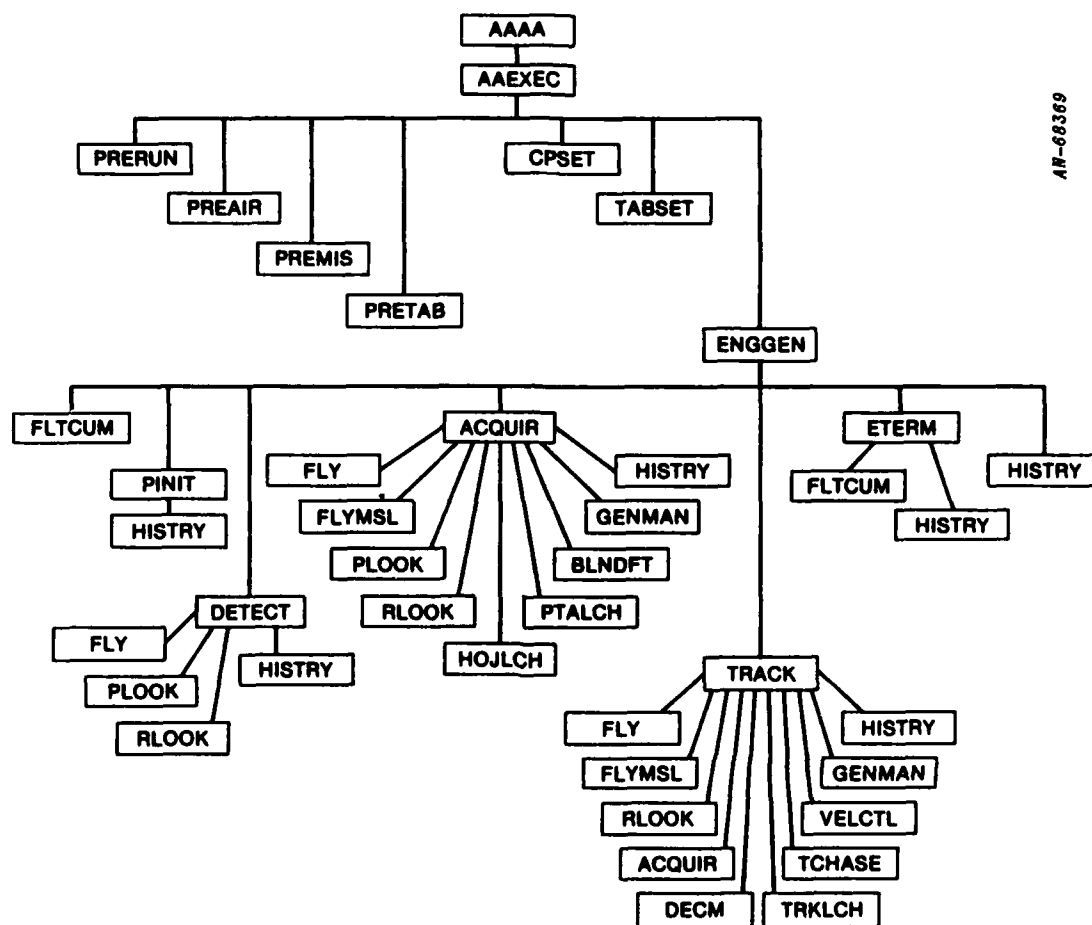 AAAA
AAEXEC
AN-68369
PRERUN
CPSET
PREAIR
TABSET
PREMIS
PRETAB
ENGGEN
FLTCUM
ACQUIR
ETERM
FLY
HISTRY
HISTRY
PINIT
FLTCUM
FLYMSL
GENMAN
HISTRY
HISTRY
PLOOK
BLNDFT
DETECT
RLOOK
PTALCH
FLY
HISTRY
HOJLCH
PLOOK
TRACK
RLOOK
FLY
HISTRY
FLYMSL
GENMAN
RLOOK
VELCTL
ACQUIR
TCHASE
DECM
TRKLCH